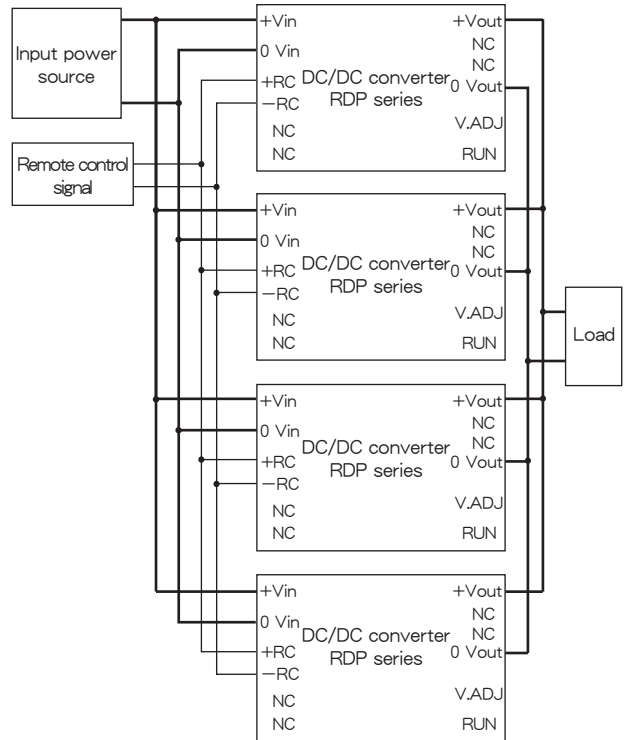 Input power
source
Remote control
signal
+Vin
0 Vin
+RC
−RC
NC
NC
DC/DC converter
RDP series
+Vout
NC
NC
0 Vout
V.ADJ
RUN
+Vin
0 Vin
+RC
−RC
NC
NC
DC/DC converter
RDP series
+Vout
NC
NC
0 Vout
V.ADJ
RUN
Load
+Vin
0 Vin
+RC
−RC
NC
NC
DC/DC converter
RDP series
+Vout
NC
NC
0 Vout
V.ADJ
RUN
+Vin
0 Vin
+RC
−RC
NC
NC
DC/DC converter
RDP series
+Vout
NC
NC
0 Vout
V.ADJ
RUN